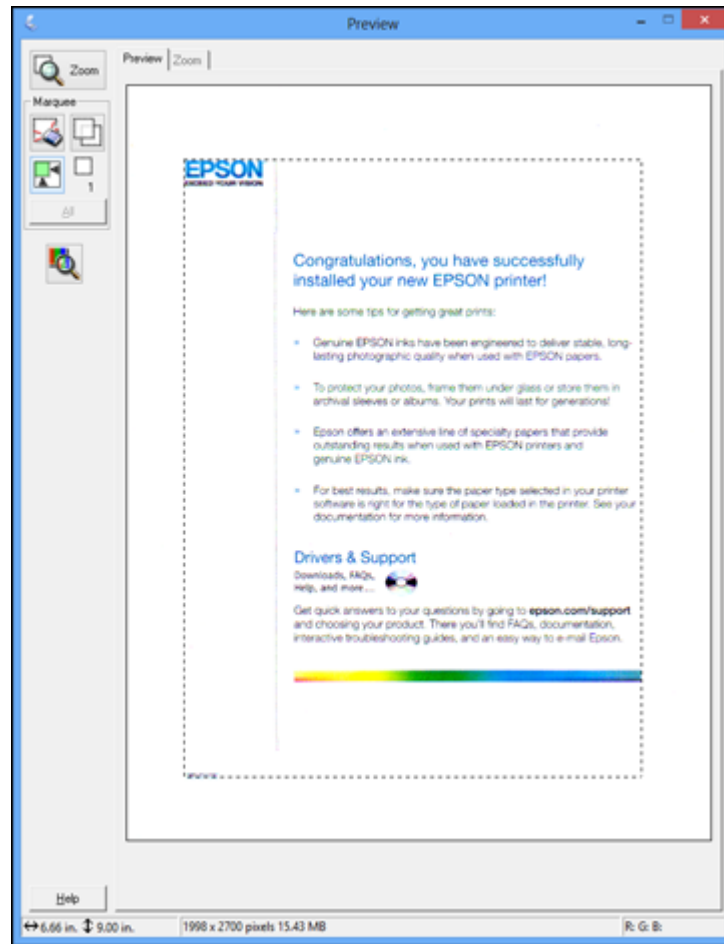 Preview
Zoom
Preview Zoom
Marquee
1
All
EPSON
EXCEED YOUR VISION
Congratulations, you have successfully
installed your new EPSON printer!
Here are some tips for getting great prints:
Genuine EPSON inks have been engineered to deliver stable, long-
lasting photographic quality when used with EPSON papers.
To protect your photos, frame them under glass or store them in
archival sleeves or albums. Your prints will last for generations!
Epson offers an extensive line of specialty papers that provide
outstanding results when used with EPSON printers and
genuine EPSON ink.
For best results, make sure the paper type selected in your printer
software is right for the type of paper loaded in the printer. See your
documentation for more information.
Drivers & Support
Downloads, FAQs,
Help, and more...
Get quick answers to your questions by going to epson.com/support
and choosing your product. There you'll find FAQs, documentation,
interactive troubleshooting guides, and an easy way to e-mail Epson.
Help
6.66 in. 9.00 in. 1998 x 2700 pixels 15.43 MB R: G: B: